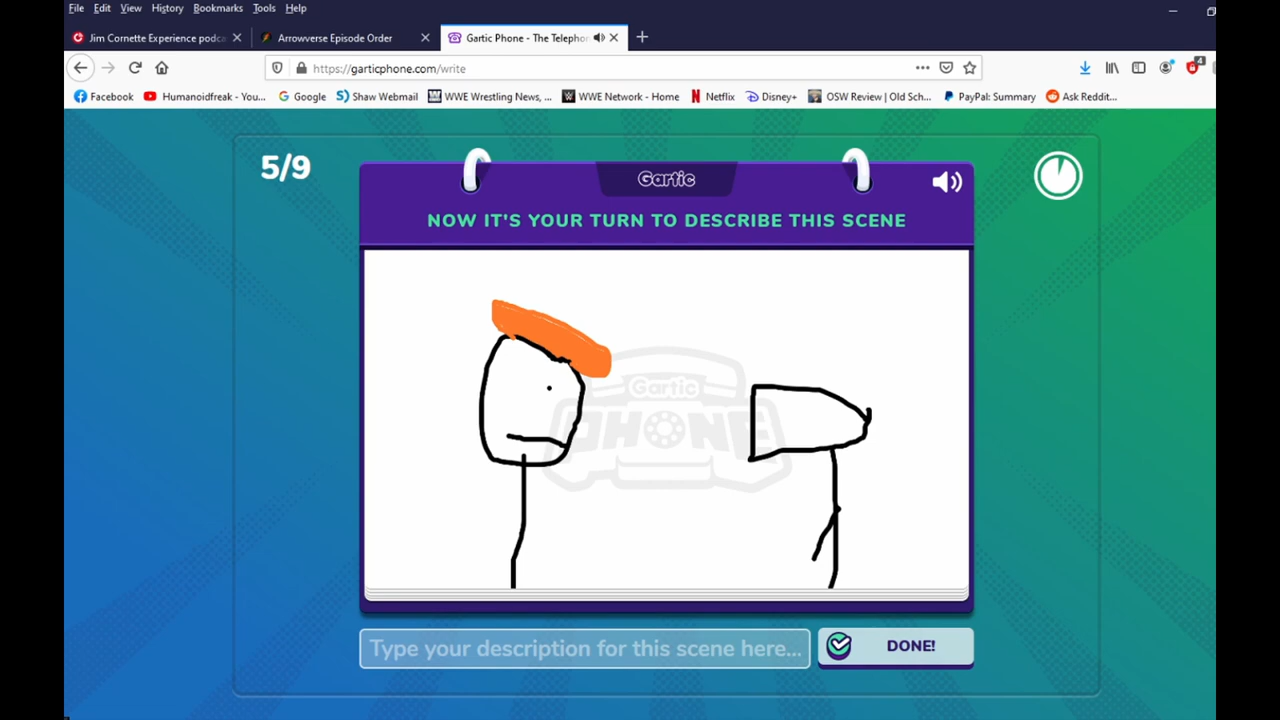 File Edit View History Bookmarks Tools Help
Jim Cornette Experience podca
Arrowverse Episode Order
Gartic Phone - The Telepho
https://garticphone.com/write
Facebook
Humanoidfreak - You...
Google
Shaw Webmail
WWE Wrestling News, ...
WWE Network - Home
Netflix
Disney+
OSW Review | Old Sch...
PayPal: Summary
Ask Reddit...
4
5/9
Gartic
NOW IT'S YOUR TURN TO DESCRIBE THIS SCENE
Gartic
PHONE
Type your description for this scene here...
DONE!